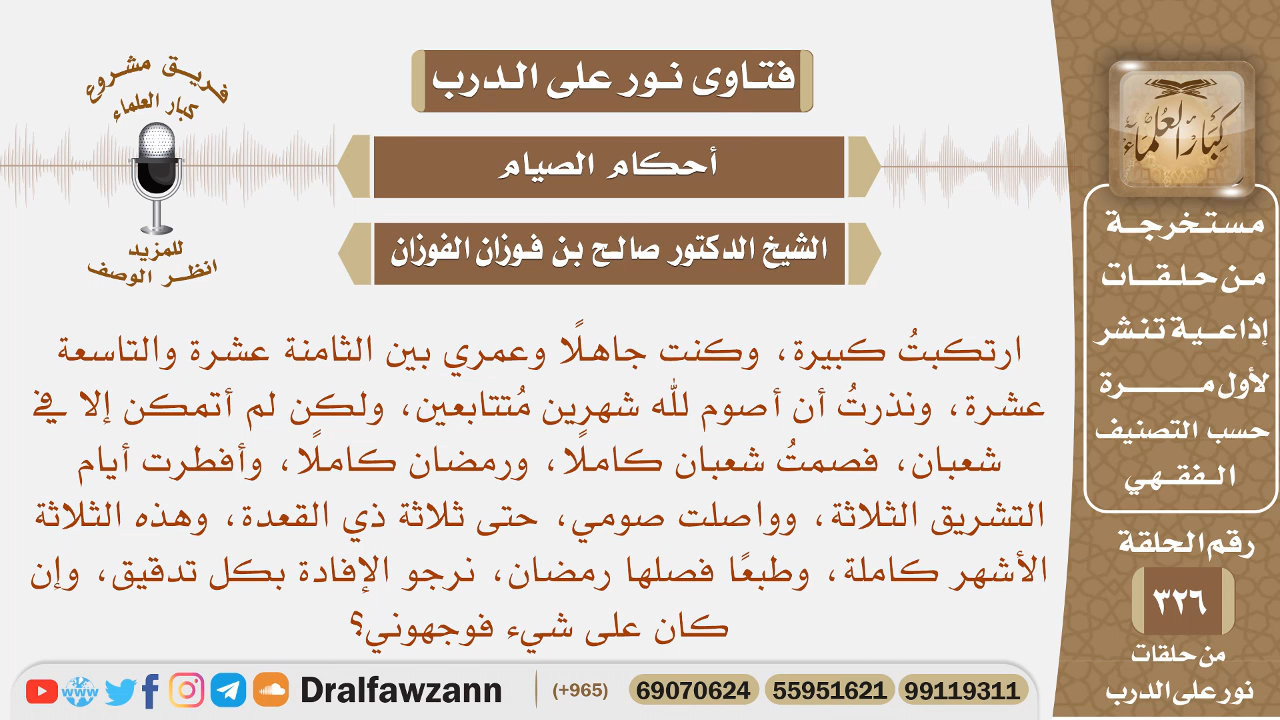 فتاوى نور على الدرب
أحكام الصيام
الشيخ الدكتور صالح بن فوزان الفوزان
فريق مشروع
كبار العلماء
للمزيد
انظر الوصف
ارتكبتُ كبيرة، وكنت جاهلًا وعمري بين الثامنة عشرة والتاسعة
عشرة، ونذرتُ أن أصوم لله شهرين مُتتابعين، ولكن لم أتمكن إلا في
شعبان، فصمتُ شعبان كاملًا، ورمضان كاملًا، وأفطرت أيام
التشريق الثلاثة، وواصلت صومي، حتى ثلاثة ذي القعدة، وهذه الثلاثة
الأشهر كاملة، وطبعًا فصلها رمضان، نرجو الإفادة بكل تدقيق، وإن
كان على شيء فوجهوني؟
كبار العلماء
مستخرجة
من حلقات
إذاعية تنشر
لأول مرة
حسب التصنيف
الفقهي
رقم الحلقة
٣٢٦
من حلقات
نور على الدرب
www Dralfawzann (+965) 69070624 55951621 99119311